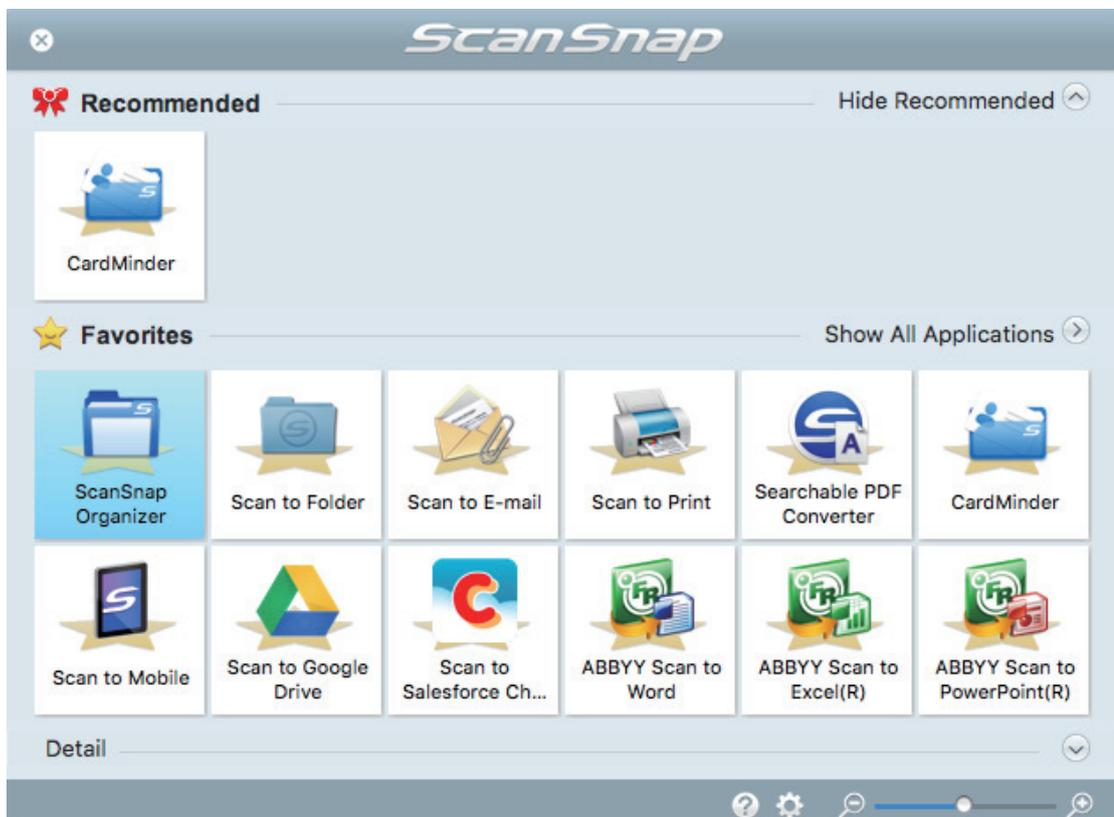 ScanSnap
Recommended
Hide Recommended
CardMinder
Favorites
Show All Applications
ScanSnap
Organizer
Scan to Folder
Scan to E-mail
Scan to Print
Searchable PDF
Converter
CardMinder
Scan to Mobile
Scan to Google
Drive
Scan to
Salesforce Ch...
ABBYY Scan to
Word
ABBYY Scan to
Excel(R)
ABBYY Scan to
PowerPoint(R)
Detail